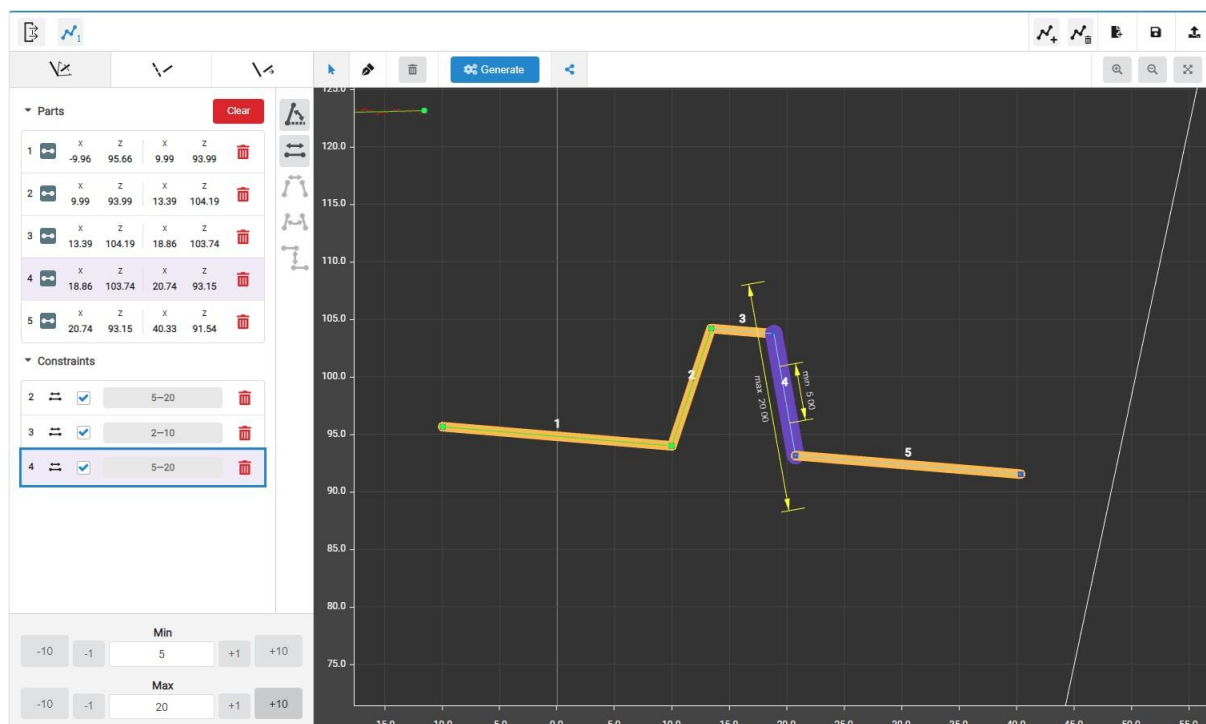 1
Generate
Parts
Clear
1 X Z X Z
-9.96 95.66 9.99 93.99
2 X Z X Z
9.99 93.99 13.39 104.19
3 X Z X Z
13.39 104.19 18.86 103.74
4 X Z X Z
18.86 103.74 20.74 93.15
5 X Z X Z
20.74 93.15 40.33 91.54
Constraints
2 5–20
3 2–10
4 5–20
Min
-10 -1 5 +1 +10
Max
-10 -1 20 +1 +10
125.0
120.0
115.0
110.0
105.0
100.0
95.0
90.0
85.0
80.0
75.0
1
2
3
4
5
max 20.00
min 5.00
-15.0 -10.0 -5.0 0.0 5.0 10.0 15.0 20.0 25.0 30.0 35.0 40.0 45.0 50.0 55.0